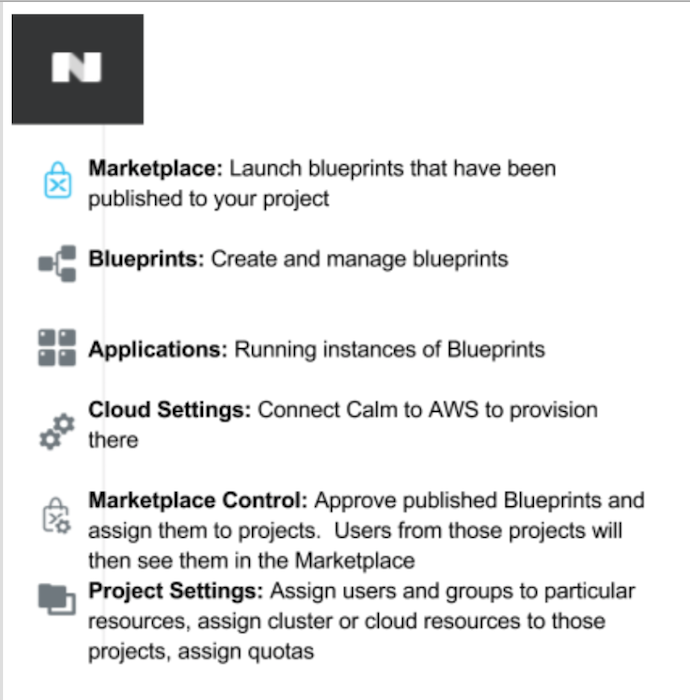 N
Marketplace: Launch blueprints that have been
published to your project
Blueprints: Create and manage blueprints
Applications: Running instances of Blueprints
Cloud Settings: Connect Calm to AWS to provision
there
Marketplace Control: Approve published Blueprints and
assign them to projects.  Users from those projects will
then see them in the Marketplace
Project Settings: Assign users and groups to particular
resources, assign cluster or cloud resources to those
projects, assign quotas